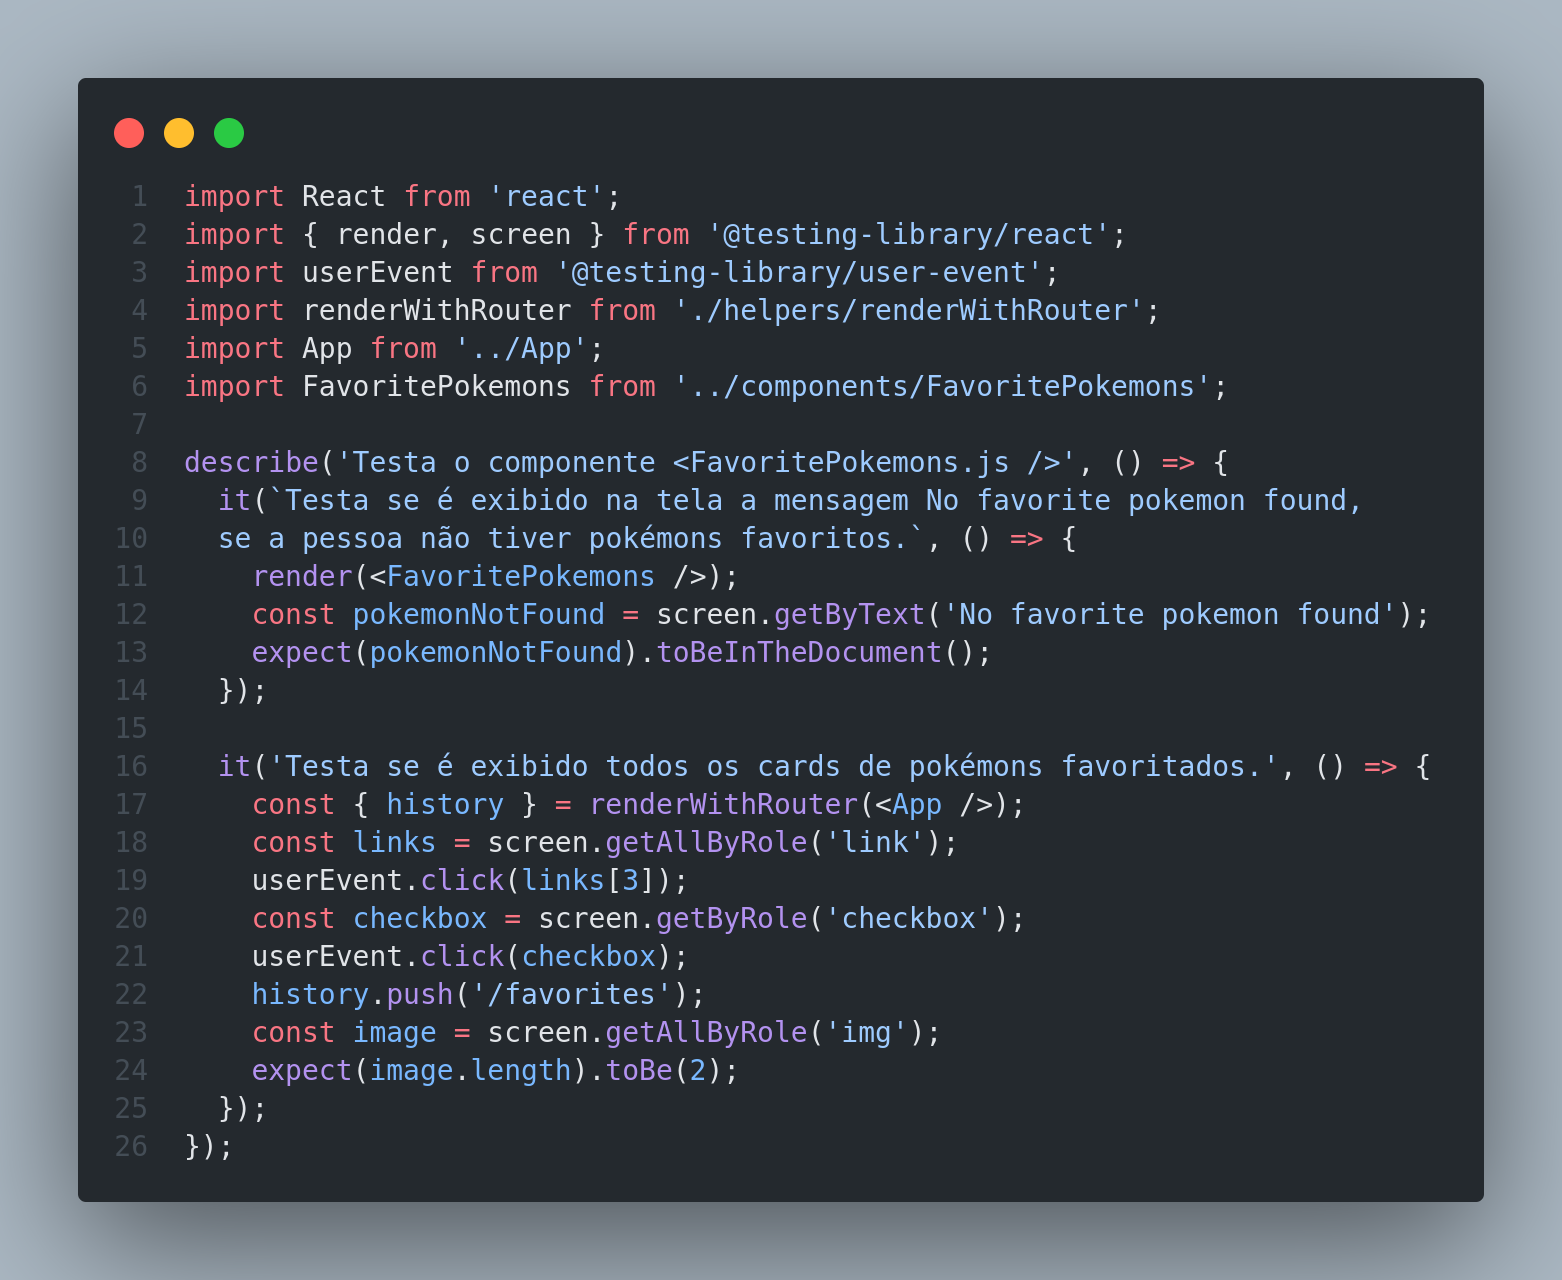 1 import React from 'react';
2 import { render, screen } from '@testing-library/react';
3 import userEvent from '@testing-library/user-event';
4 import renderWithRouter from './helpers/renderWithRouter';
5 import App from '../App';
6 import FavoritePokemons from '../components/FavoritePokemons';
7
8 describe('Testa o componente <FavoritePokemons.js />', () => {
9   it(`Testa se é exibido na tela a mensagem No favorite pokemon found,
10   se a pessoa não tiver pokémons favoritos.`, () => {
11     render(<FavoritePokemons />);
12     const pokemonNotFound = screen.getByText('No favorite pokemon found');
13     expect(pokemonNotFound).toBeInTheDocument();
14   });
15
16   it('Testa se é exibido todos os cards de pokémons favoritados.', () => {
17     const { history } = renderWithRouter(<App />);
18     const links = screen.getAllByRole('link');
19     userEvent.click(links[3]);
20     const checkbox = screen.getByRole('checkbox');
21     userEvent.click(checkbox);
22     history.push('/favorites');
23     const image = screen.getAllByRole('img');
24     expect(image.length).toBe(2);
25   });
26 });